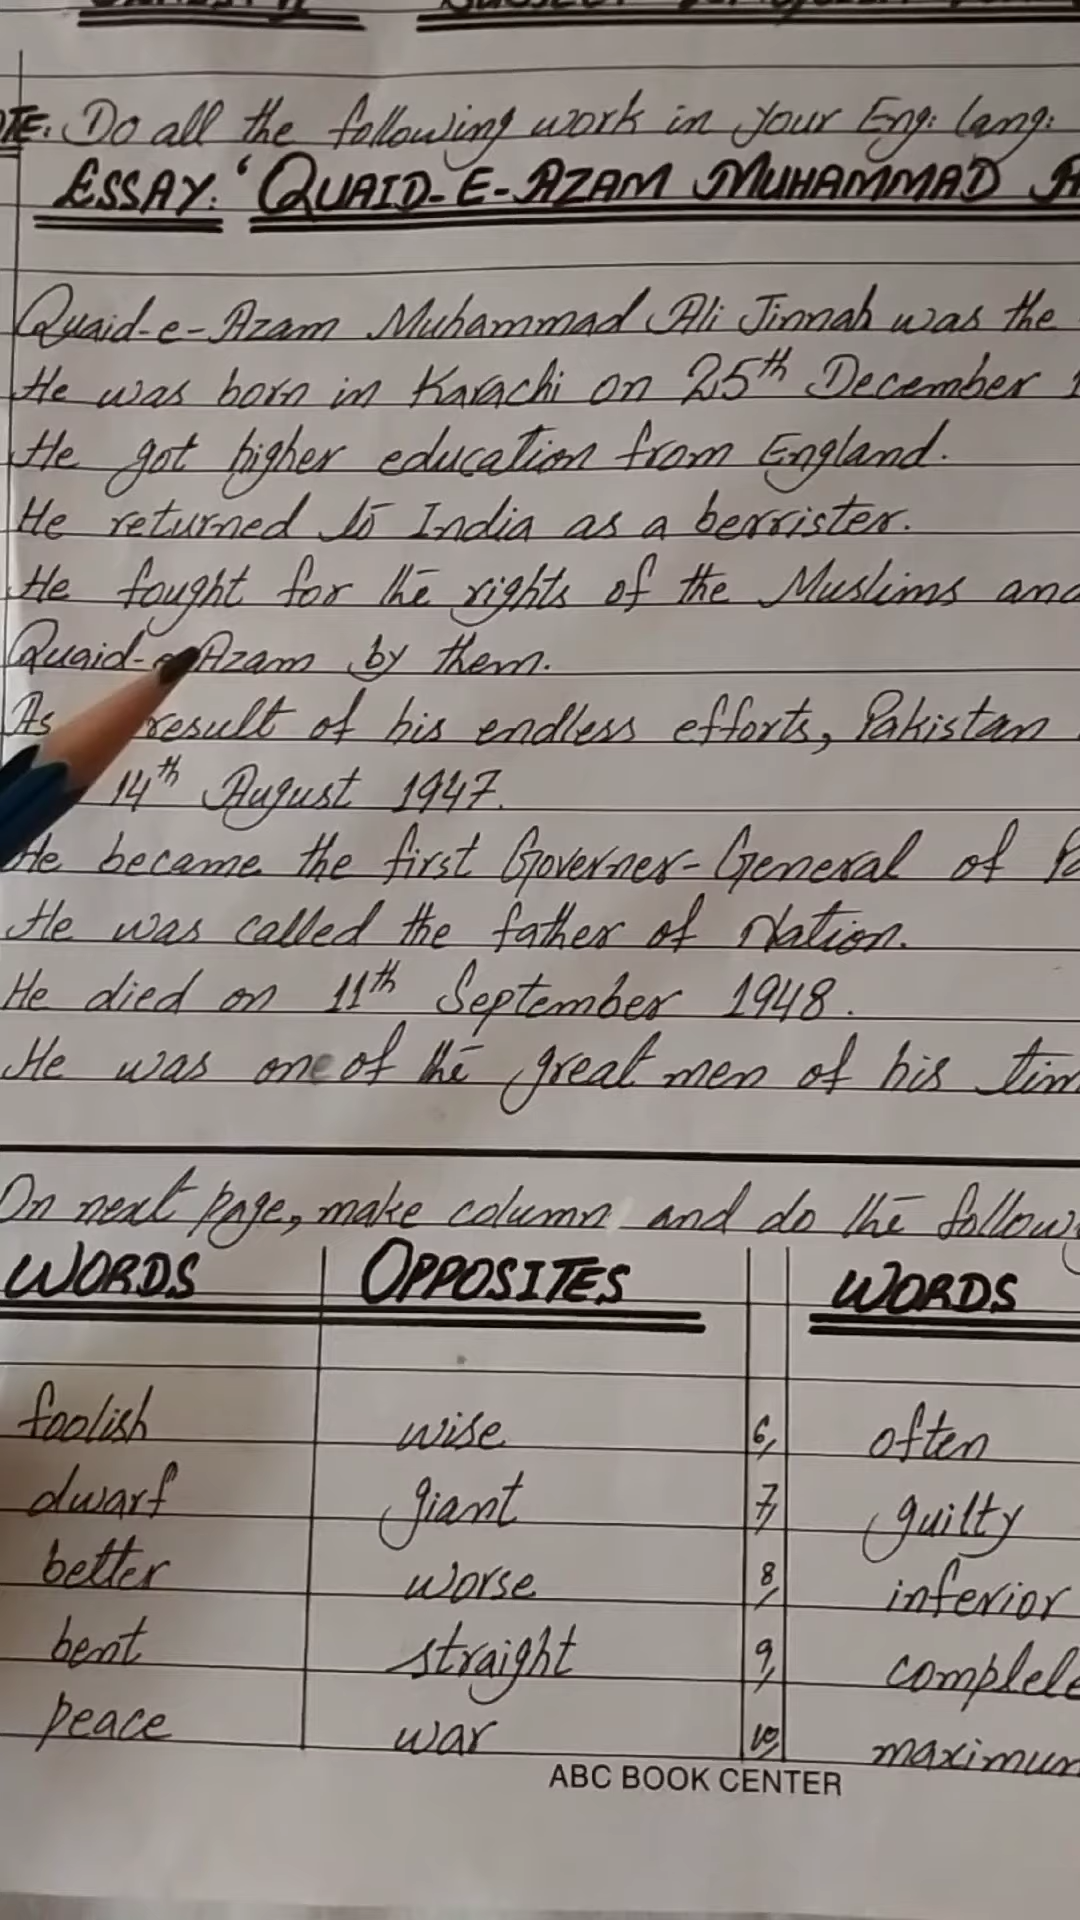 Do all the following work in your Eng: lang:
ESSAY: 'QUAID-E-AZAM MUHAMMAD
Quaid-e-Azam Muhammad Ali Jinnah was the
He was born in Karachi on 25th December
He got higher education from England.
He returned to India as a berrister.
He fought for the rights of the Muslims and
Quaid-e-Azam by them.
As result of his endless efforts, Pakistan
14th August 1947.
He became the first Governer-General of
He was called the father of Nation.
He died on 11th September 1948.
He was one of the great men of his
On next page, make column and do the
WORDS OPPOSITES WORDS
foolish wise 6, often
dwarf giant 7, guilty
better worse 8, inferior
bent straight 9,
peace war 10,
ABC BOOK CENTER